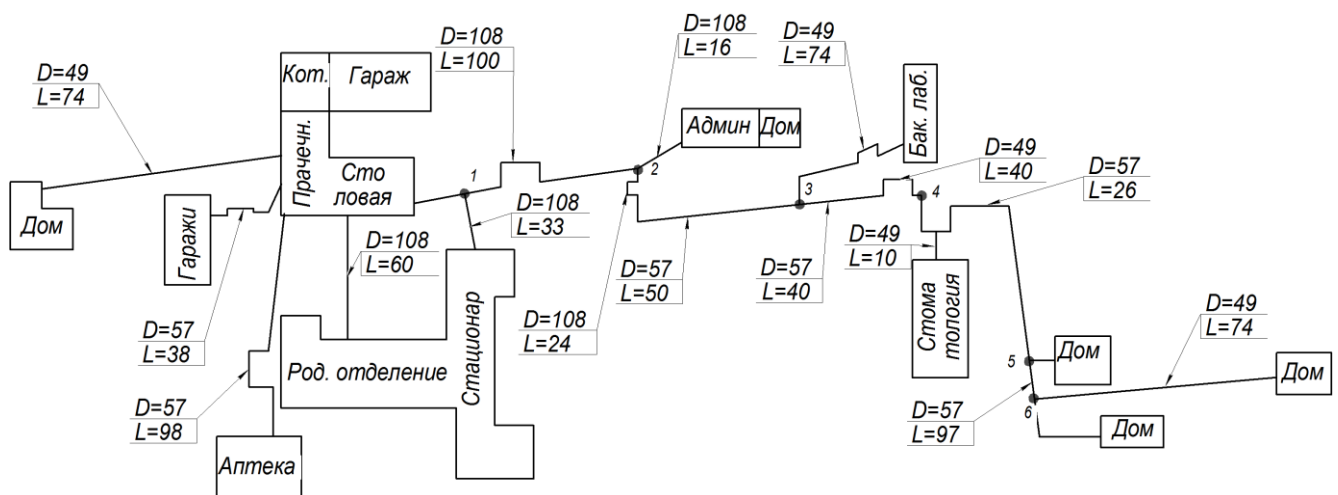 D=108
L=100
D=108
L=16
D=49
L=74
D=49
L=74
Кот.
Гараж
Прачечн.
Сто
ловая
1
2
Админ
Дом
Бак. лаб.
3
D=49
L=40
4
D=57
L=26
Дом
Гаражи
D=108
L=33
D=108
L=60
D=57
L=50
D=57
L=40
D=49
L=10
Стома
тология
D=57
L=38
D=108
L=24
Стационар
Род. отделение
D=49
L=74
5
Дом
Дом
6
D=57
L=98
D=57
L=97
Дом
Аптека